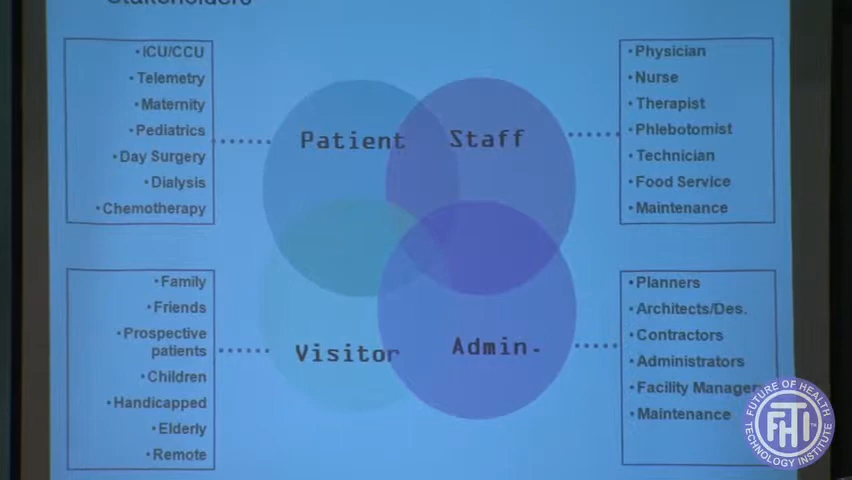 Stakeholders
• ICU/CCU
• Telemetry
• Maternity
• Pediatrics
• Day Surgery
• Dialysis
• Chemotherapy
Patient
Staff
• Physician
• Nurse
• Therapist
• Phlebotomist
• Technician
• Food Service
• Maintenance
• Family
• Friends
• Prospective
patients
• Children
• Handicapped
• Elderly
• Remote
Visitor
Admin.
• Planners
• Architects/Des.
• Contractors
• Administrators
• Facility Manager
• Maintenance
FUTURE OF HEALTH
FHTI
TECHNOLOGY INSTITUTE